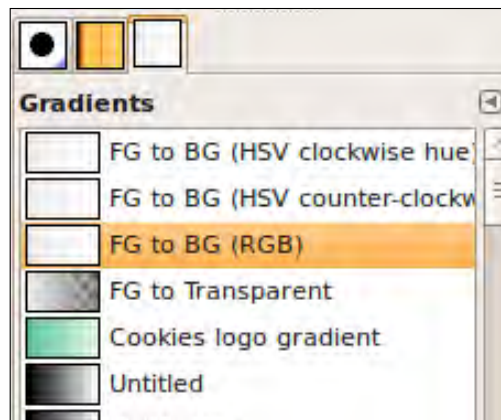 Gradients
FG to BG (HSV clockwise hue)
FG to BG (HSV counter-clockw
FG to BG (RGB)
FG to Transparent
Cookies logo gradient
Untitled